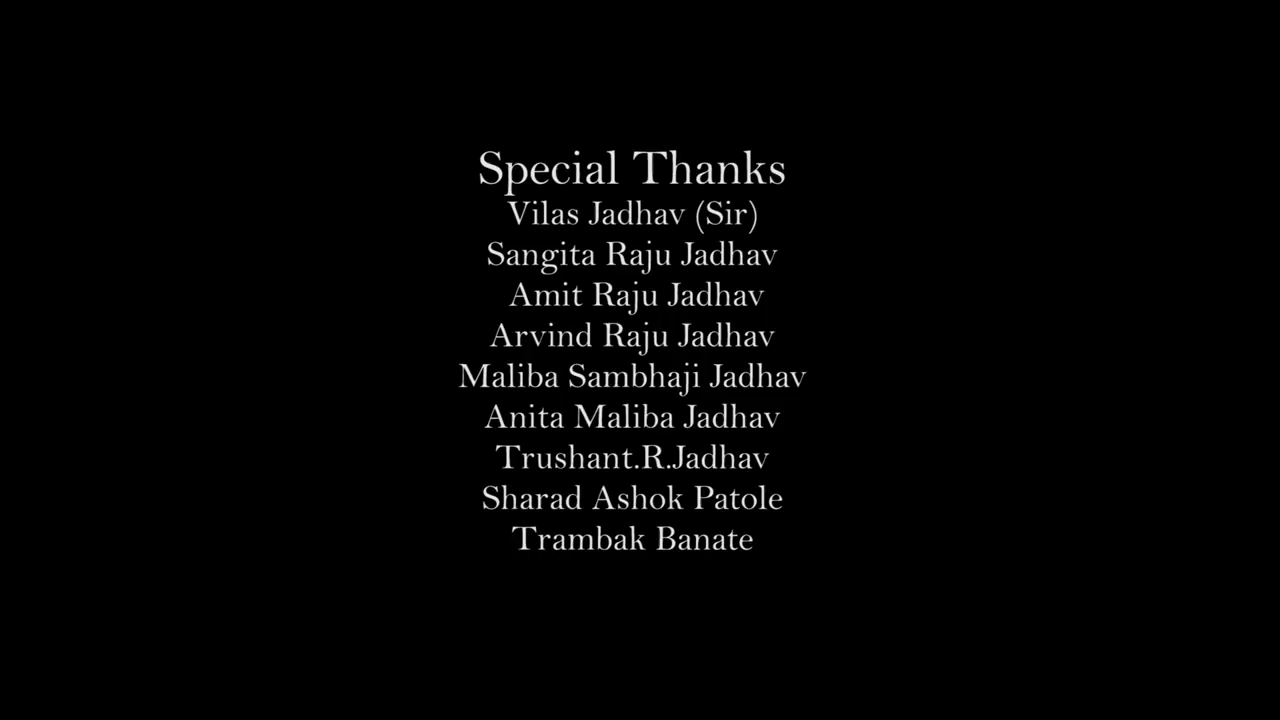 Special Thanks
Vilas Jadhav (Sir)
Sangita Raju Jadhav
Amit Raju Jadhav
Arvind Raju Jadhav
Maliba Sambhaji Jadhav
Anita Maliba Jadhav
Trushant.R.Jadhav
Sharad Ashok Patole
Trambak Banate